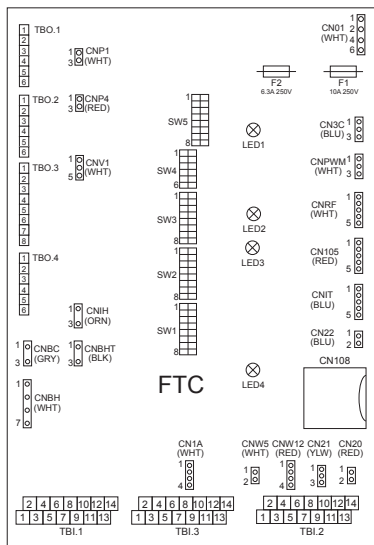 TBO.1
1
2
3
4
5
6
1
3
CNP1
(WHT)
CN01
(WHT)
1
2
4
6
F2
6.3A 250V
F1
10A 250V
TBO.2
1
2
3
4
5
6
1
3
CNP4
(RED)
SW5
1
8
LED1
CN3C
(BLU)
1
3
TBO.3
1
2
3
4
5
6
7
8
1
5
CNV1
(WHT)
SW4
1
6
CNPWM
(WHT)
1
3
SW3
1
8
LED2
CNRF
(WHT)
1
5
TBO.4
1
2
3
4
5
6
SW2
1
8
LED3
CN105
(RED)
1
5
1
3
CNIH
(ORN)
SW1
1
8
CNIT
(BLU)
1
5
CNBC
(GRY)
1
3
1
3
CNBHT
(BLK)
CN22
(BLU)
1
2
CNBH
(WHT)
1
7
FTC
LED4
CN108
CN1A
(WHT)
1
4
CNW5
(WHT)
1
2
CNW12
(RED)
1
4
CN21
(YLW)
1
3
CN20
(RED)
1
2
2 4 6 8 10 12 14
1 3 5 7 9 11 13
TBI.1
2 4 6 8 10 12 14
1 3 5 7 9 11 13
TBI.3
2 4 6 8 10 12 14
1 3 5 7 9 11 13
TBI.2